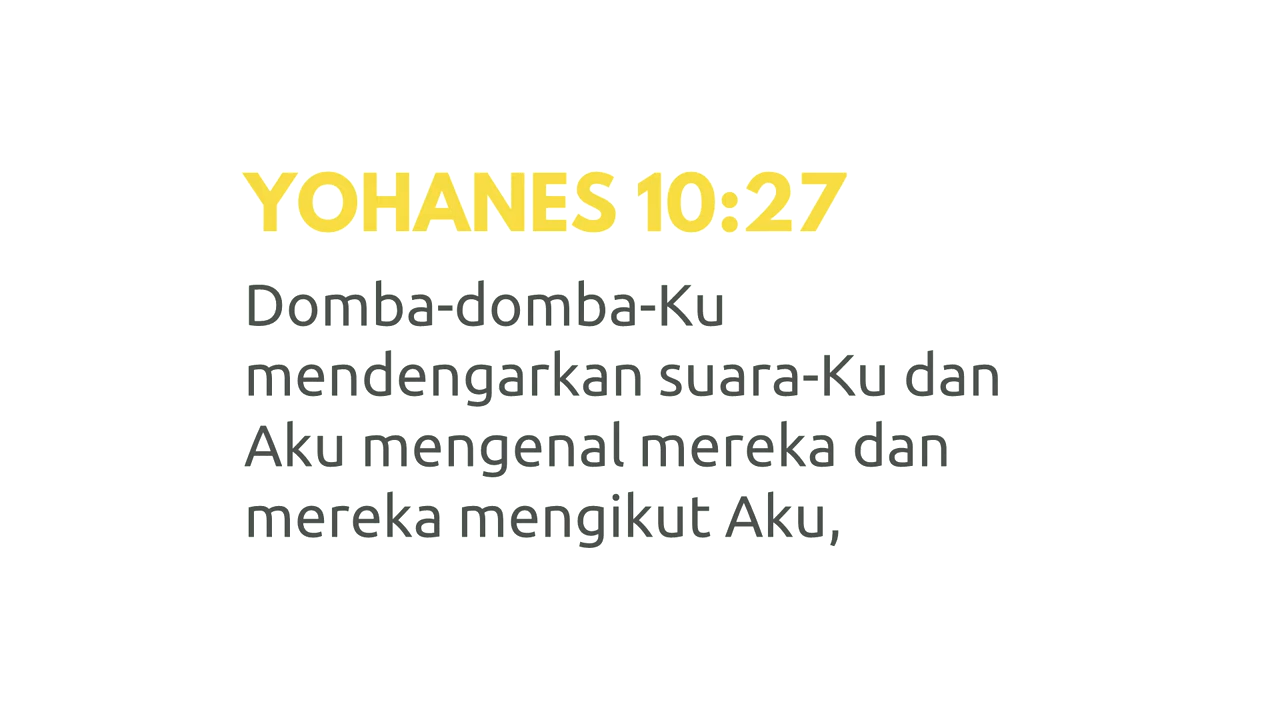 YOHANES 10:27
Domba-domba-Ku
mendengarkan suara-Ku dan
Aku mengenal mereka dan
mereka mengikut Aku,